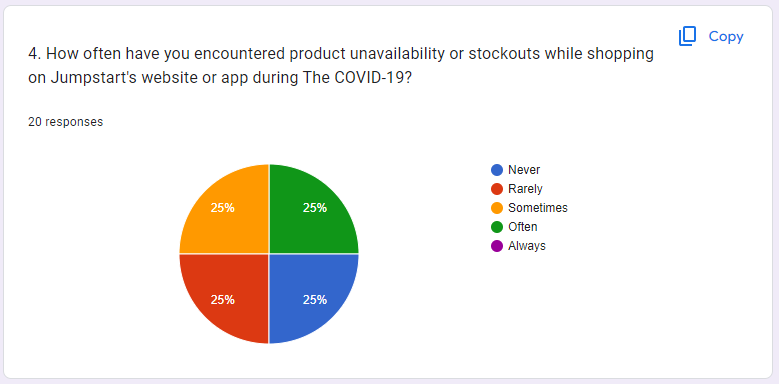 Copy
4. How often have you encountered product unavailability or stockouts while shopping
on Jumpstart's website or app during The COVID-19?
20 responses
Never
Rarely
Sometimes
Often
Always
25%
25%
25%
25%